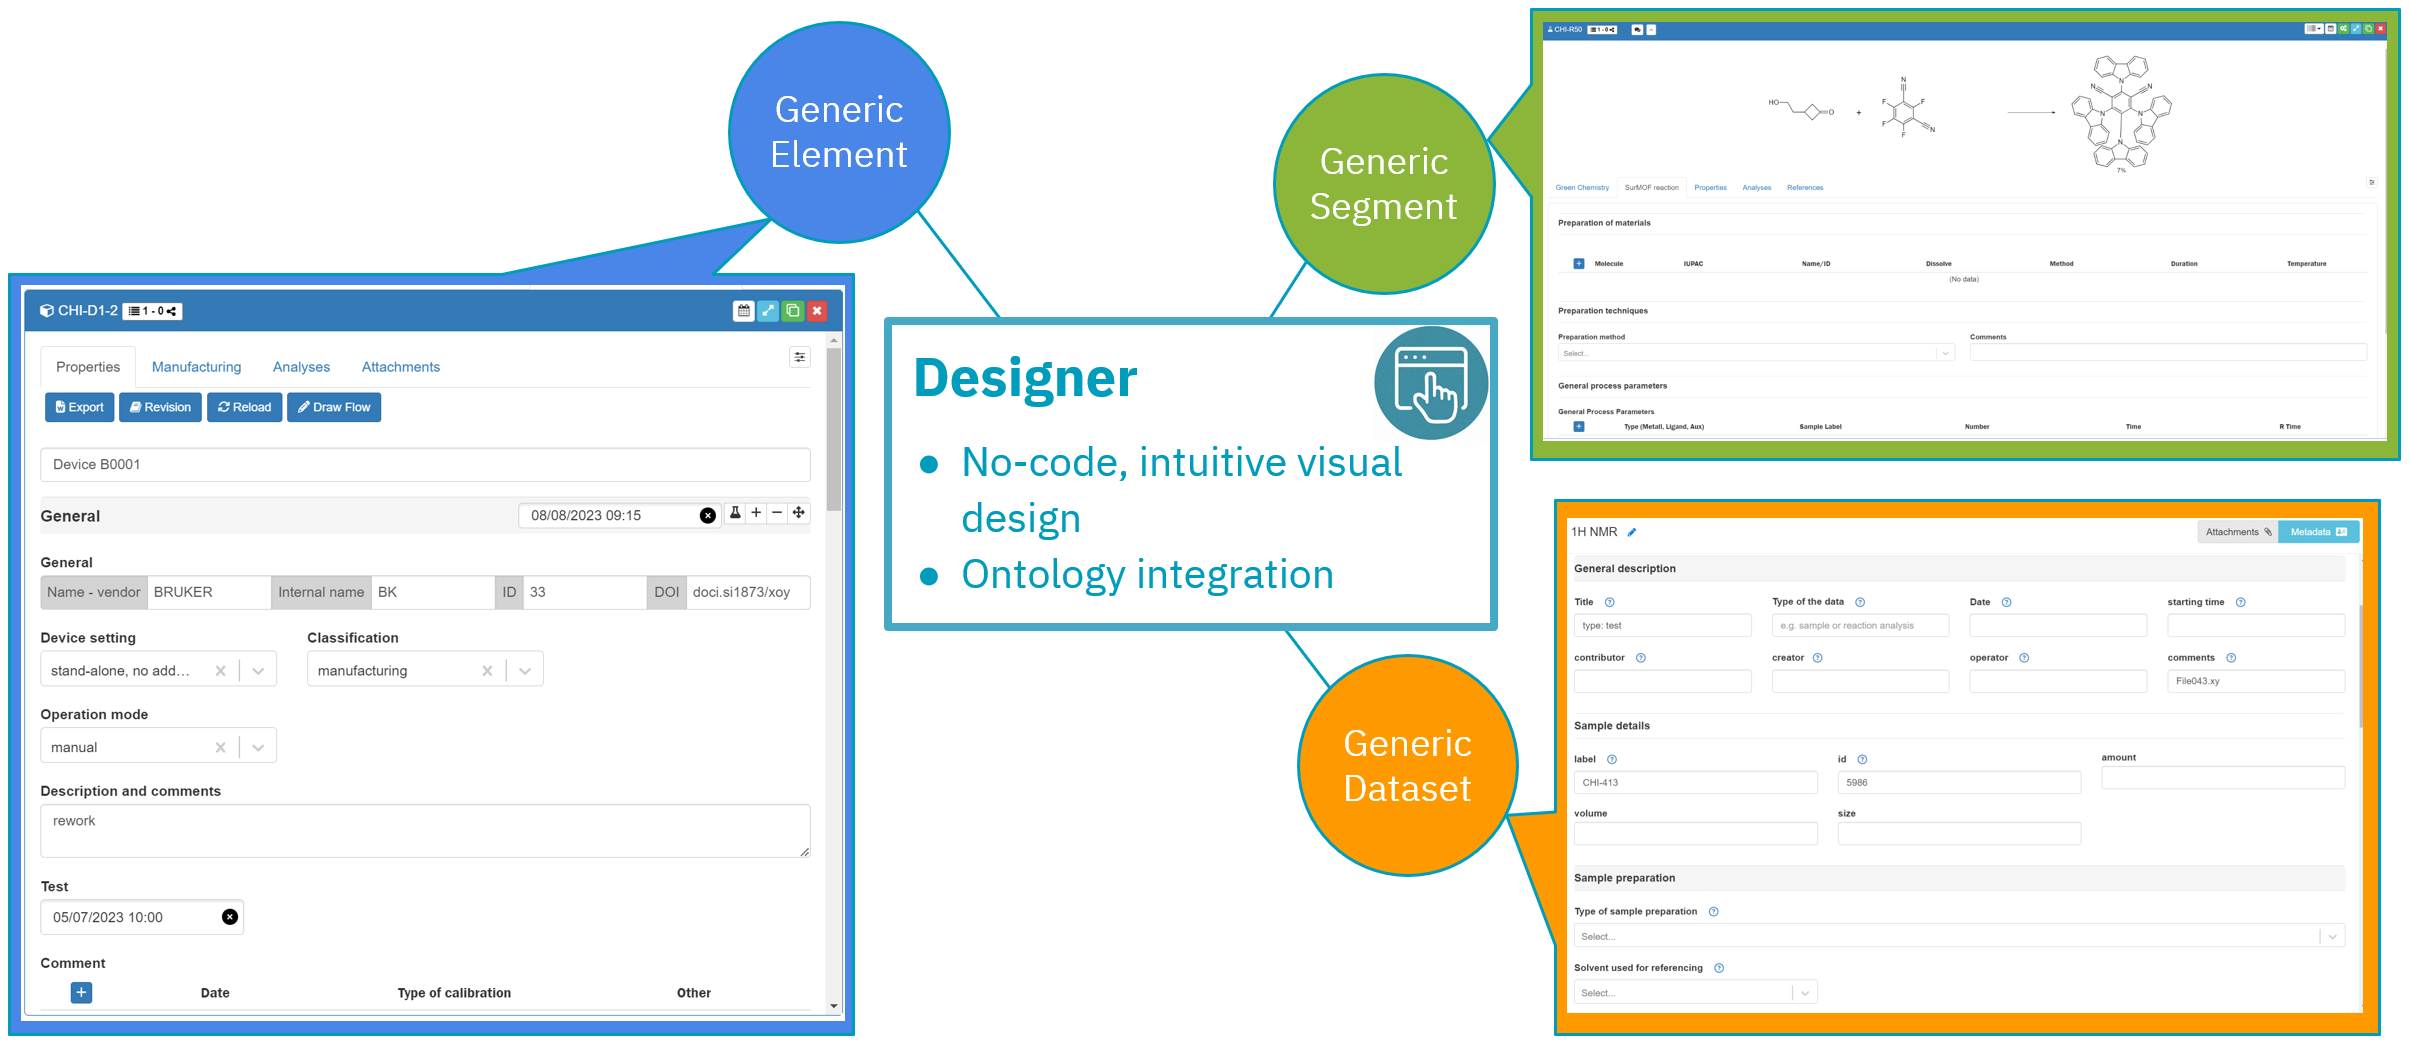 Generic
Element
Generic
Segment
Designer
● No-code, intuitive visual
design
● Ontology integration
Generic
Dataset
CHI-D1-2 1 - 0
Properties Manufacturing Analyses Attachments
Export Revision Reload Draw Flow
Device B0001
General 08/08/2023 09:15
General
Name - vendor BRUKER Internal name BK ID 33 DOI doci.si1873/xoy
Device setting Classification
stand-alone, no add... manufacturing
Operation mode
manual
Description and comments
rework
Test
05/07/2023 10:00
Comment
+ Date Type of calibration Other
CHI-R50 1 - 0
HO O + N F F F F N N N N N N N
7%
Green Chemistry SurMOF reaction Properties Analyses References
Preparation of materials
+ Molecule IUPAC Name/ID Dissolve Method Duration Temperature
(No data)
Preparation techniques
Preparation method Comments
Select...
General process parameters
General Process Parameters
+ Type (Metall, Ligand, Aux) Sample Label Number Time R Time
1H NMR Attachments Metadata
General description
Title Type of the data Date starting time
type: test e.g. sample or reaction analysis
contributor creator operator comments
File043.xy
Sample details
label id amount
CHI-413 5986
volume size
Sample preparation
Type of sample preparation
Select...
Solvent used for referencing
Select...